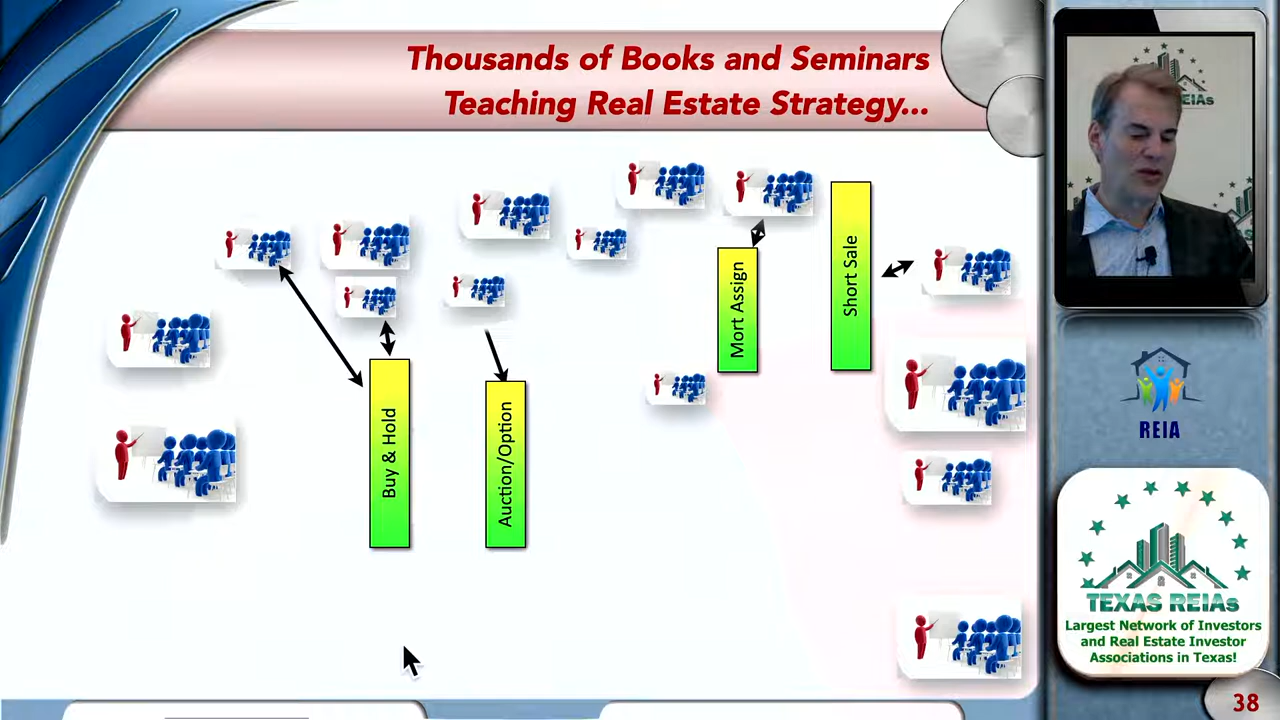 Thousands of Books and Seminars
Teaching Real Estate Strategy...
Buy & Hold
Auction/Option
Mort Assign
Short Sale
EIAs
REIA
TEXAS REIAs
Largest Network of Investors
and Real Estate Investor
Associations in Texas!
38